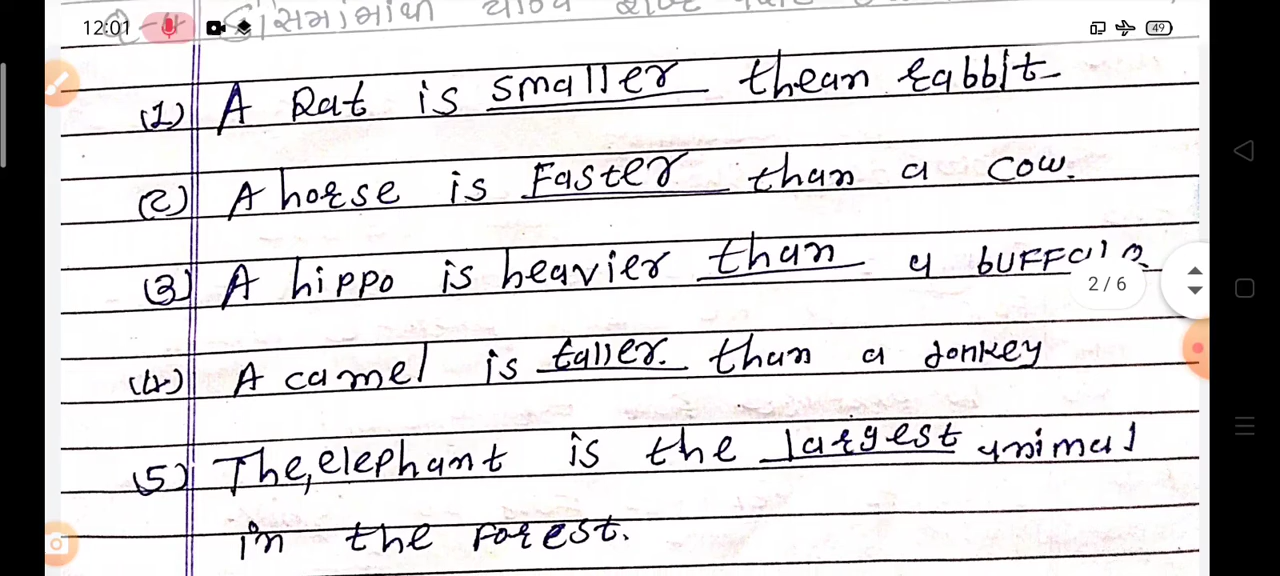 12:01
49
(1) A Rat is smaller thean rabbit
(2) A horse is Faster than a cow.
(3) A hippo is heavier than a buffalo
2/6
(4) A camel is taller. than a donkey
(5) The, elephant is the largest animal
in the forest.